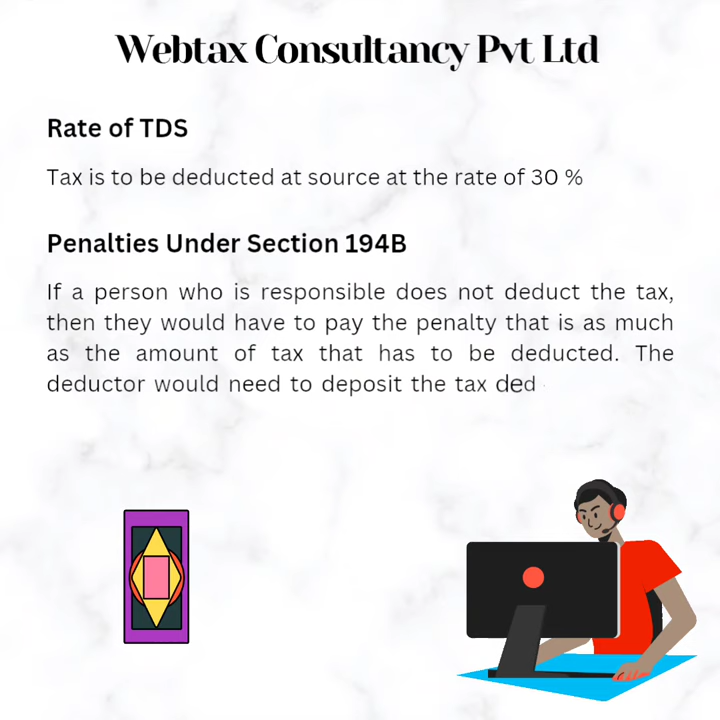 Webtax Consultancy Pvt Ltd
Rate of TDS
Tax is to be deducted at source at the rate of 30 %
Penalties Under Section 194B
If a person who is responsible does not deduct the tax,
then they would have to pay the penalty that is as much
as the amount of tax that has to be deducted. The
deductor would need to deposit the tax ded